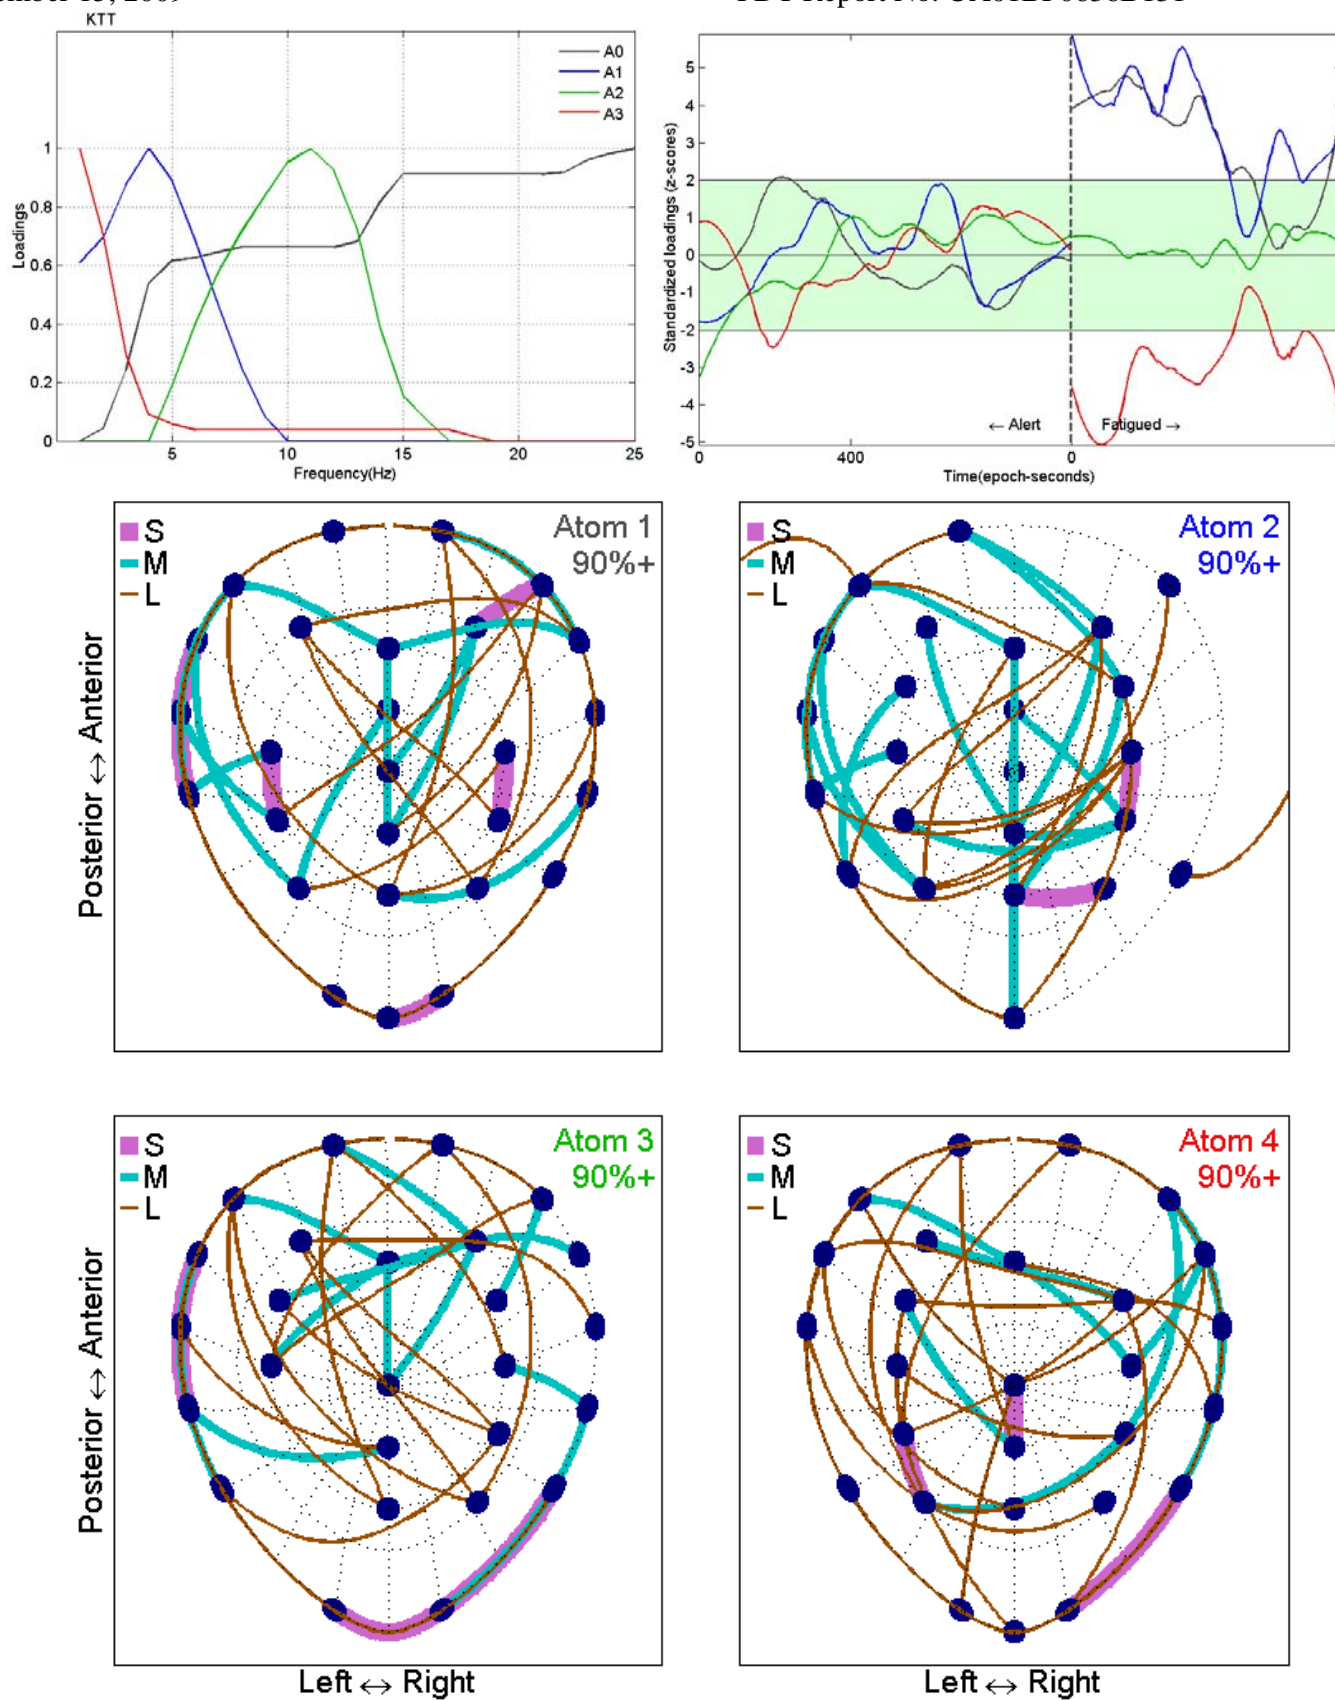 KTT
A0
A1
A2
A3
Loadings
1
0.8
0.6
0.4
0.2
0
5
10
15
20
25
Frequency(Hz)
Standardized loadings (z-scores)
5
4
3
2
1
0
-1
-2
-3
-4
-5
← Alert
Fatigued →
0
400
0
Time(epoch-seconds)
S
M
L
Atom 1
90%+
Posterior ↔ Anterior
S
M
L
Atom 2
90%+
S
M
L
Atom 3
90%+
Posterior ↔ Anterior
Left ↔ Right
S
M
L
Atom 4
90%+
Left ↔ Right